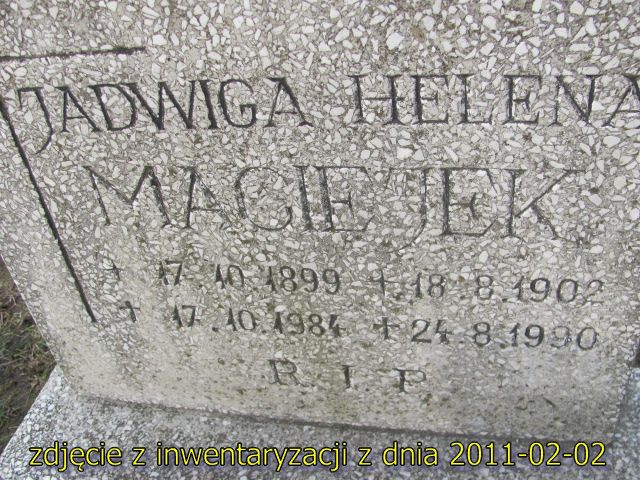 JADWIGA HELENA
MACIEJEK
+ 17.10.1899 +.18.8.1902
+ 17.10.1984 + 24.8.1990
R I P
zdjęcie z inwentaryzacji z dnia 2011-02-02